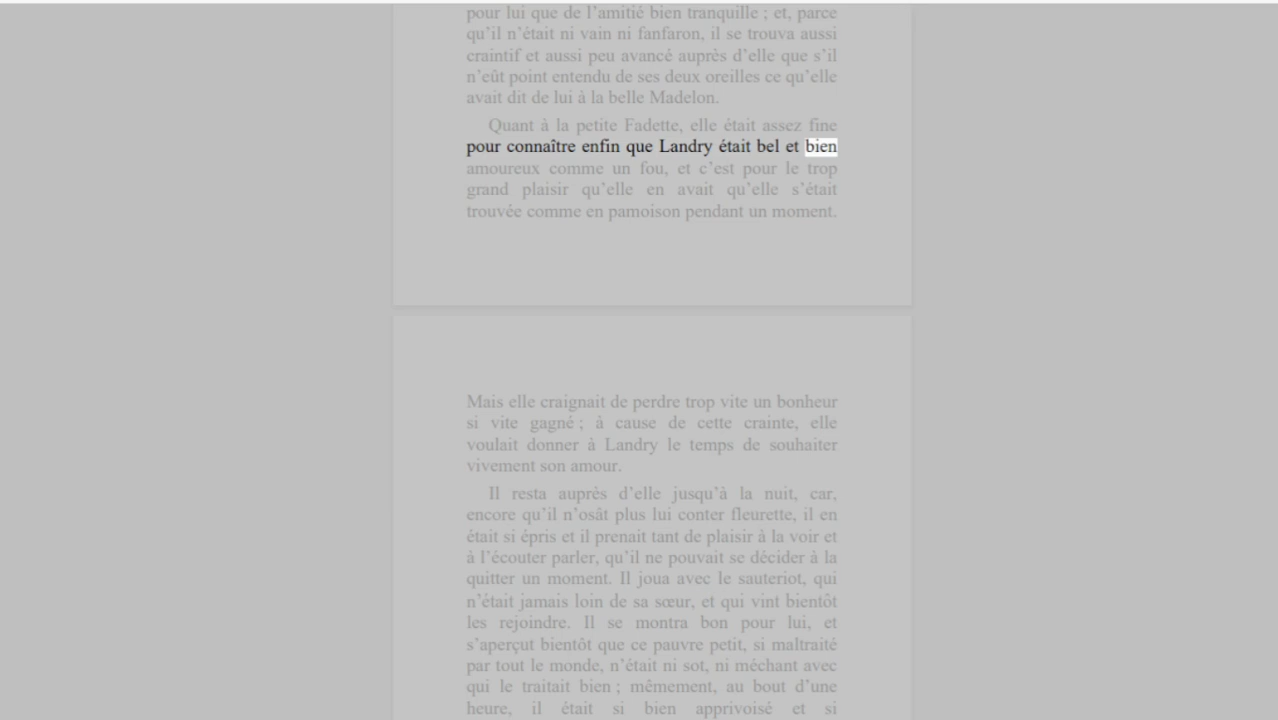 pour lui que de l’amitié bien tranquille ; et, parce
qu’il n’était ni vain ni fanfaron, il se trouva aussi
craintif et aussi peu avancé auprès d’elle que s’il
n’eût point entendu de ses deux oreilles ce qu’elle
avait dit de lui à la belle Madelon.
Quant à la petite Fadette, elle était assez fine
pour connaître enfin que Landry était bel et bien
amoureux comme un fou, et c’est pour le trop
grand plaisir qu’elle en avait qu’elle s’était
trouvée comme en pamoison pendant un moment.
Mais elle craignait de perdre trop vite un bonheur
si vite gagné ; à cause de cette crainte, elle
voulait donner à Landry le temps de souhaiter
vivement son amour.
Il resta auprès d’elle jusqu’à la nuit, car,
encore qu’il n’osât plus lui conter fleurette, il en
était si épris et il prenait tant de plaisir à la voir et
à l’écouter parler, qu’il ne pouvait se décider à la
quitter un moment. Il joua avec le sauteriot, qui
n’était jamais loin de sa sœur, et qui vint bientôt
les rejoindre. Il se montra bon pour lui, et
s’aperçut bientôt que ce pauvre petit, si maltraité
par tout le monde, n’était ni sot, ni méchant avec
qui le traitait bien ; mêmement, au bout d’une
heure, il était si bien apprivoisé et si